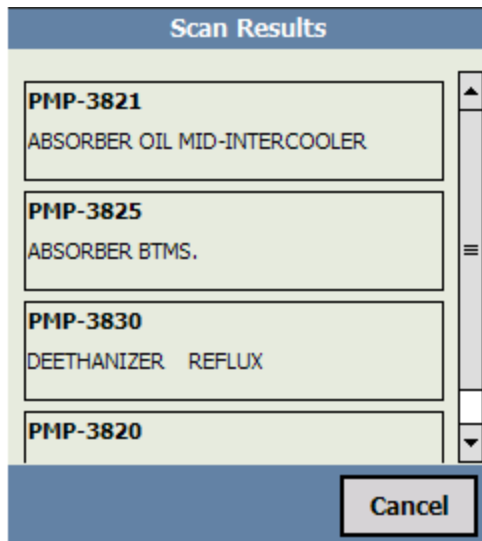 Scan Results
PMP-3821
ABSORBER OIL MID-INTERCOOLER
PMP-3825
ABSORBER BTMS.
PMP-3830
DEETHANIZER REFLUX
PMP-3820
Cancel